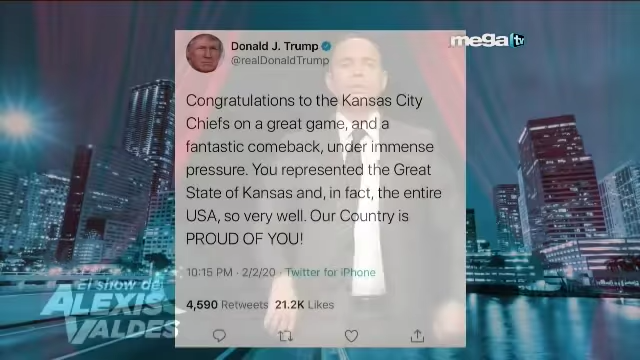 mega tv
Donald J. Trump
@realDonaldTrump
Congratulations to the Kansas City
Chiefs on a great game, and a
fantastic comeback, under immense
pressure. You represented the Great
State of Kansas and, in fact, the entire
USA, so very well. Our Country is
PROUD OF YOU!
10:15 PM · 2/2/20 · Twitter for iPhone
4,590 Retweets 21.2K Likes
El show de
ALEXIS
VALDÉS